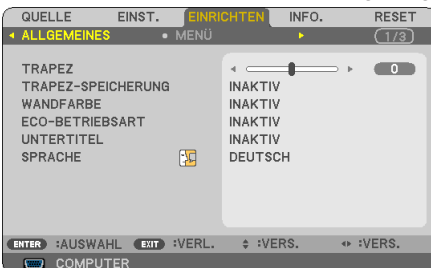 QUELLE EINST. EINRICHTEN INFO. RESET
ALLGEMEINES MENÜ 1/3
TRAPEZ 0
TRAPEZ-SPEICHERUNG INAKTIV
WANDFARBE INAKTIV
ECO-BETRIEBSART INAKTIV
UNTERTITEL INAKTIV
SPRACHE DEUTSCH
ENTER :AUSWAHL EXIT :VERL. :VERS. :VERS.
COMPUTER